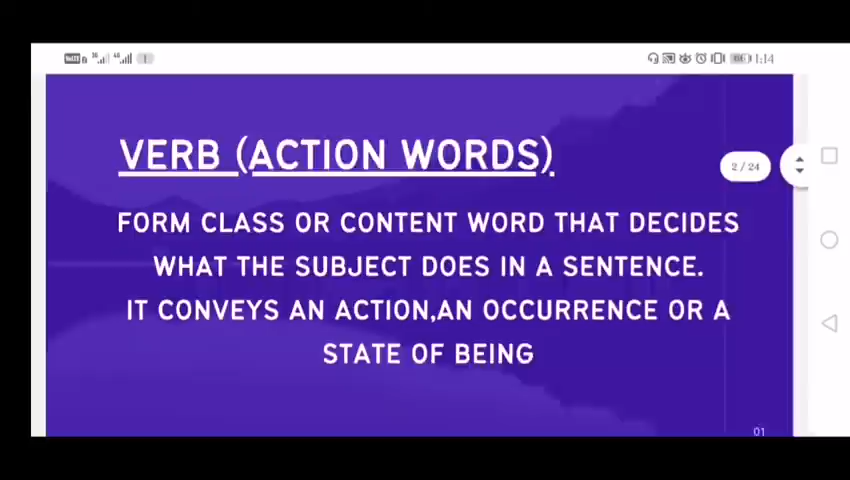 1:14
VERB (ACTION WORDS).
2 / 24
FORM CLASS OR CONTENT WORD THAT DECIDES
WHAT THE SUBJECT DOES IN A SENTENCE.
IT CONVEYS AN ACTION,AN OCCURRENCE OR A
STATE OF BEING
01